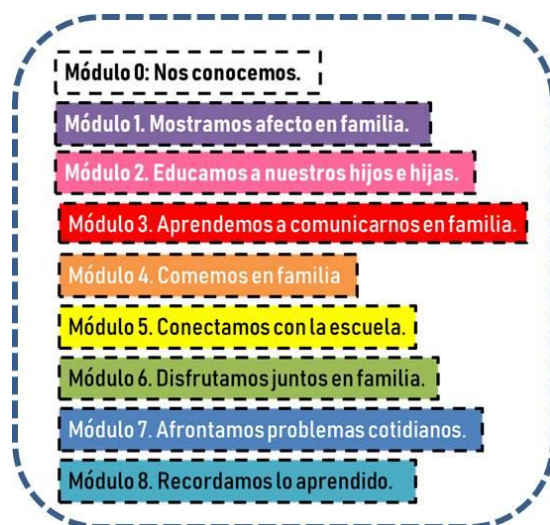 Módulo 0: Nos conocemos.
Módulo 1. Mostramos afecto en familia.
Módulo 2. Educamos a nuestros hijos e hijas.
Módulo 3. Aprendemos a comunicarnos en familia.
Módulo 4. Comemos en familia
Módulo 5. Conectamos con la escuela.
Módulo 6. Disfrutamos juntos en familia.
Módulo 7. Afrontamos problemas cotidianos.
Módulo 8. Recordamos lo aprendido.